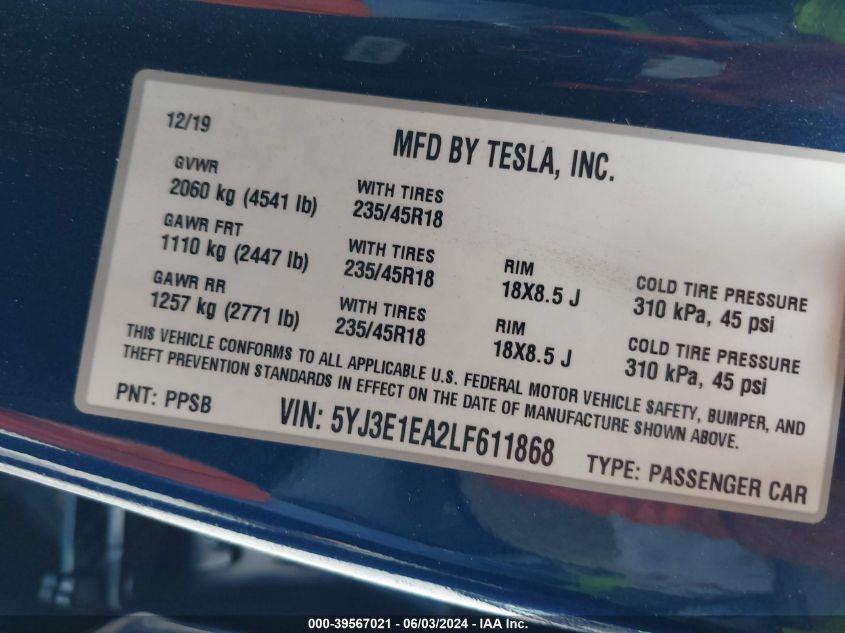 12/19
MFD BY TESLA, INC.
GVWR
2060 kg (4541 lb)
WITH TIRES
235/45R18
GAWR FRT
1110 kg (2447 lb)
WITH TIRES
235/45R18
RIM
18X8.5 J
COLD TIRE PRESSURE
310 kPa, 45 psi
GAWR RR
1257 kg (2771 lb)
WITH TIRES
235/45R18
RIM
18X8.5 J
COLD TIRE PRESSURE
310 kPa, 45 psi
THIS VEHICLE CONFORMS TO ALL APPLICABLE U.S. FEDERAL MOTOR VEHICLE SAFETY, BUMPER, AND
THEFT PREVENTION STANDARDS IN EFFECT ON THE DATE OF MANUFACTURE SHOWN ABOVE.
PNT: PPSB
VIN: 5YJ3E1EA2LF611868
TYPE: PASSENGER CAR
000-39567021 - 06/03/2024 - IAA Inc.